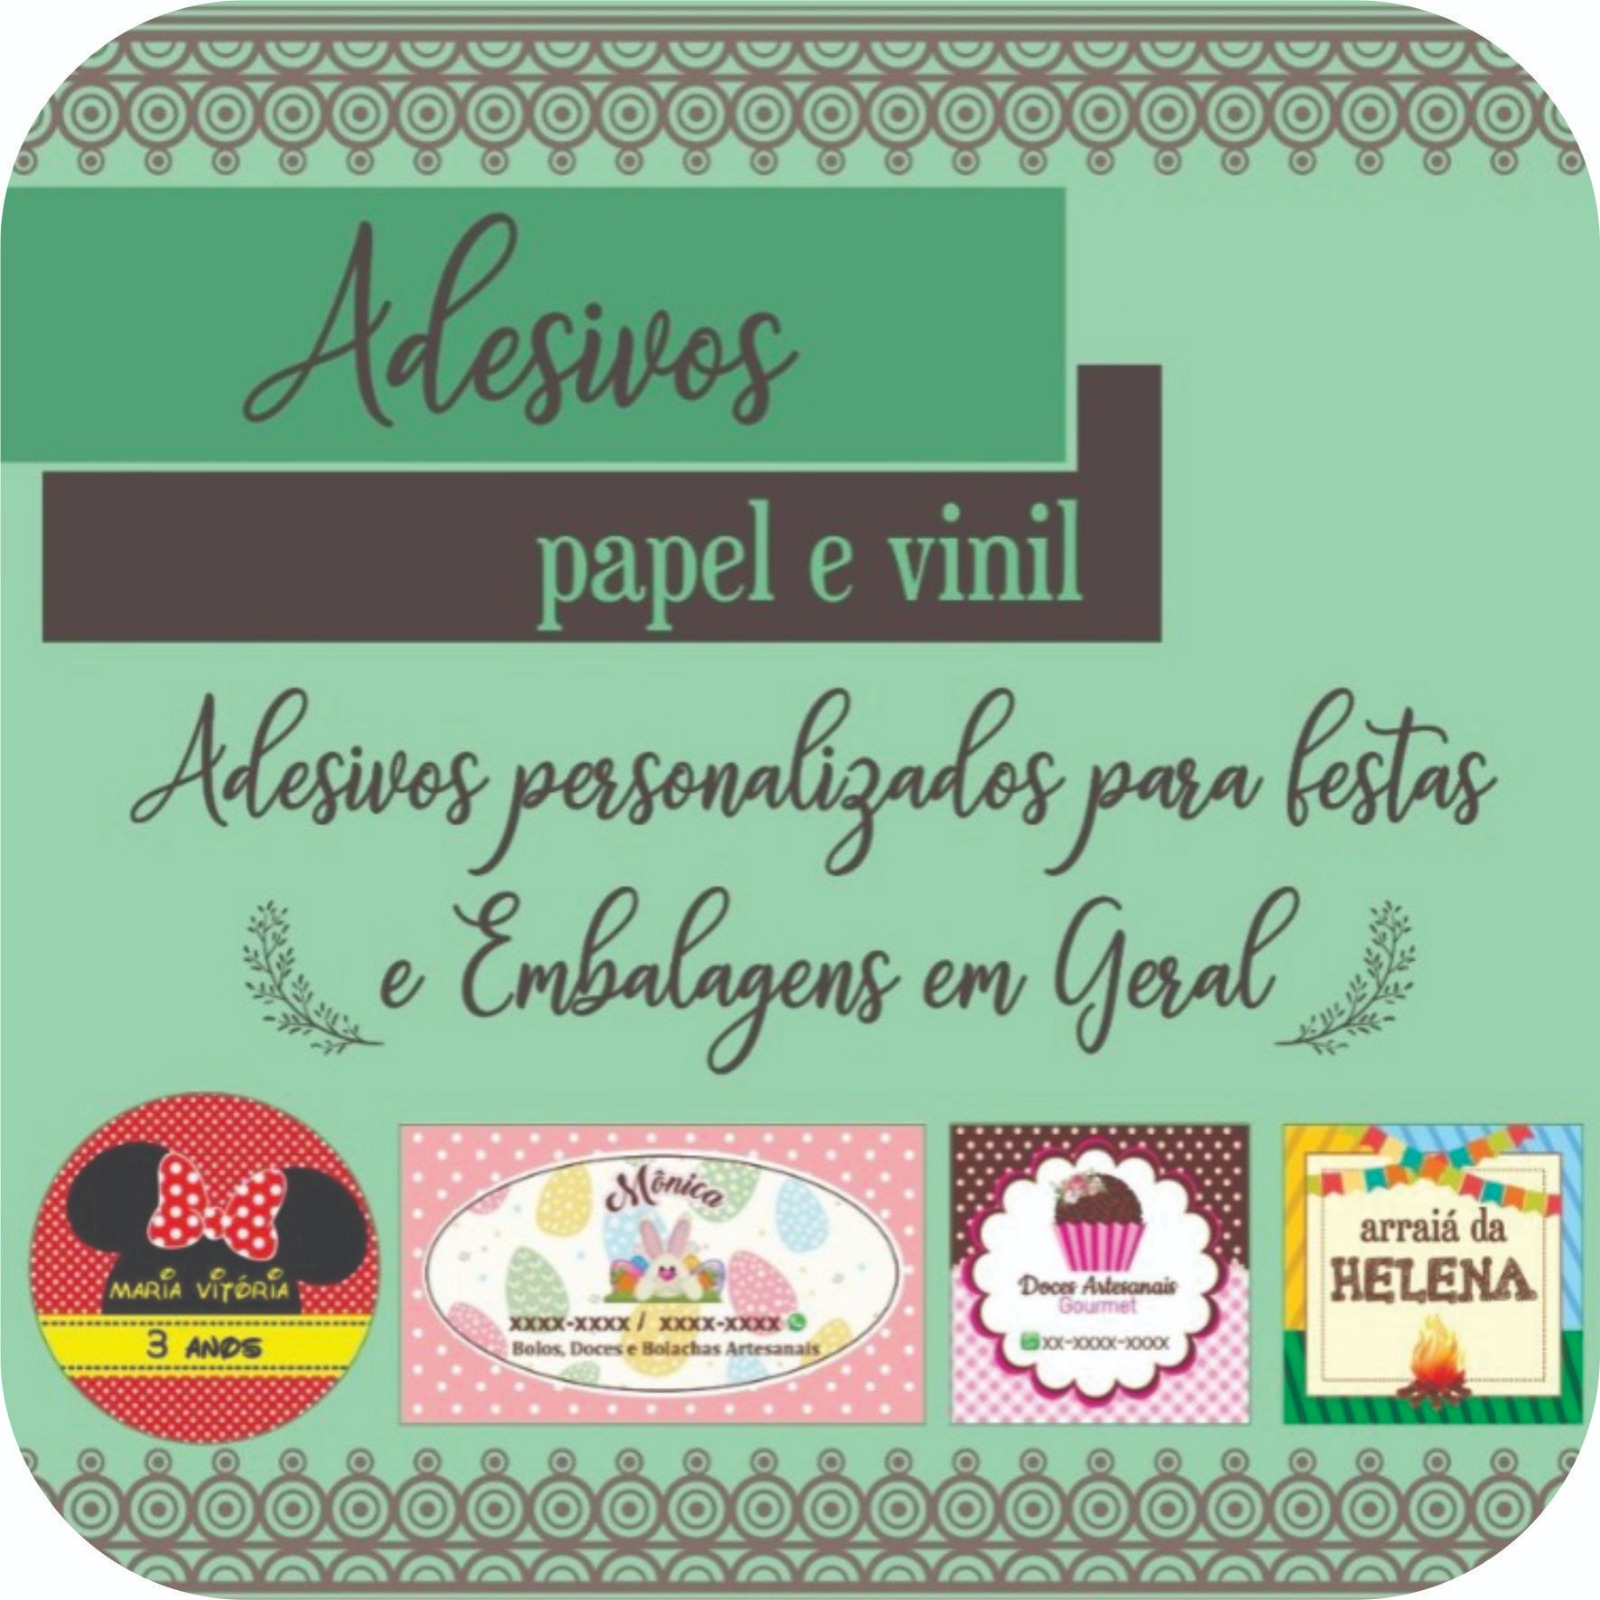 Adesivos
papel e vinil
Adesivos personalizados para festas
e Embalagens em Geral
MARIA VITÓRIA
3 ANOS
Mônica
xxxx-xxxx / xxxx-xxxx
Bolos, Doces e Bolachas Artesanais
Doces Artesanais
Gourmet
xx-xxxx-xxxx
arraiá da
HELENA